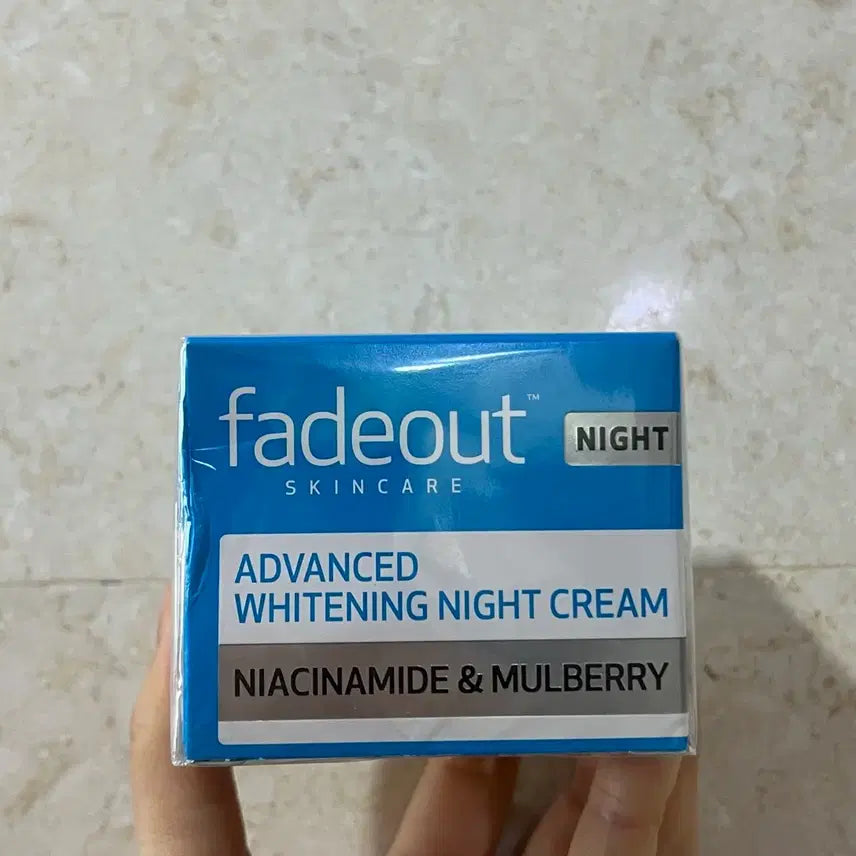 fadeout™
NIGHT
SKINCARE
ADVANCED
WHITENING NIGHT CREAM
NIACINAMIDE & MULBERRY